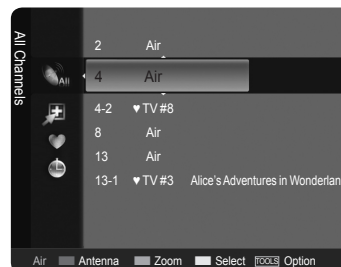 All Channels
2 Air
All
4 Air
4-2 ♥ TV #8
8 Air
13 Air
13-1 ♥ TV #3 Alice's Adventures in Wonderlan
Air Antenna Zoom Select TOOLS Option